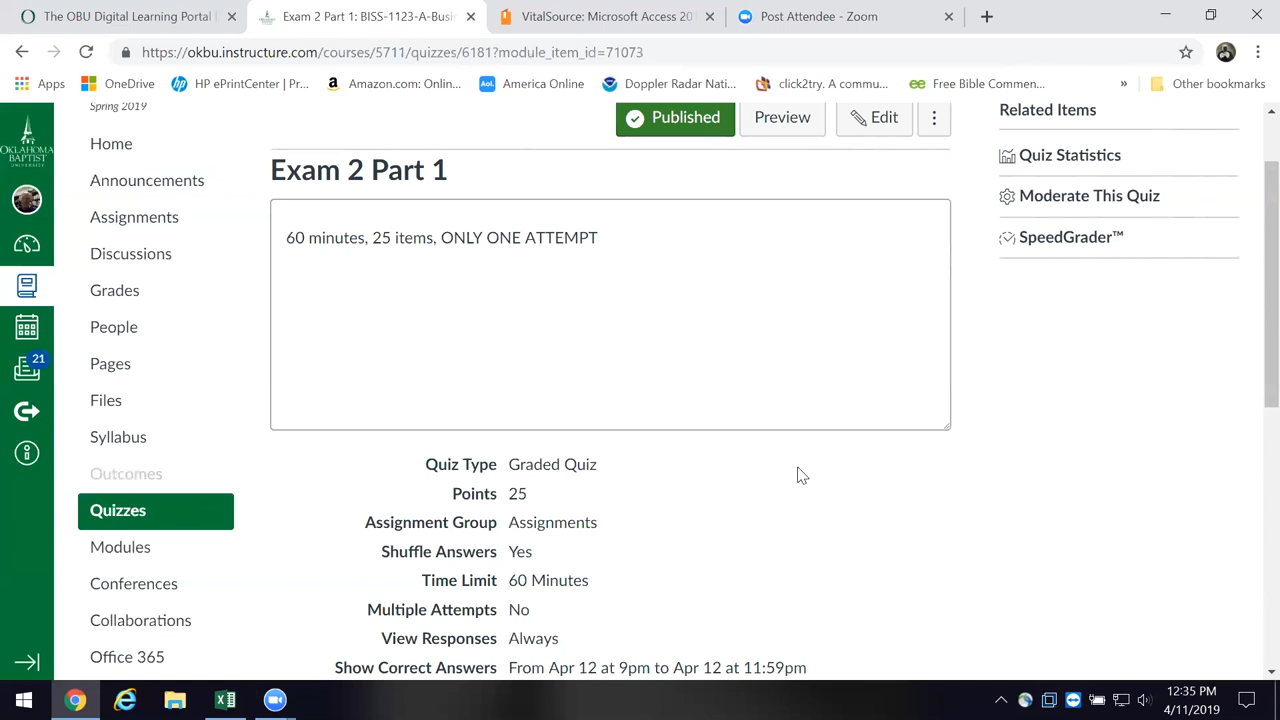 The OBU Digital Learning Portal
Exam 2 Part 1: BISS-1123-A-Busi
VitalSource: Microsoft Access 201
Post Attendee - Zoom
https://okbu.instructure.com/courses/5711/quizzes/6181?module_item_id=71073
Apps
OneDrive
HP ePrintCenter | Pr...
Amazon.com: Onlin...
Aol.
America Online
Doppler Radar Nati...
click2try. A commu...
Free Bible Commen...
»
Other bookmarks
OKLAHOMA
BAPTIST
UNIVERSITY
21
Spring 2019
Home
Announcements
Assignments
Discussions
Grades
People
Pages
Files
Syllabus
Outcomes
Quizzes
Modules
Conferences
Collaborations
Office 365
Published
Preview
Edit
Exam 2 Part 1
60 minutes, 25 items, ONLY ONE ATTEMPT
Quiz Type Graded Quiz
Points 25
Assignment Group Assignments
Shuffle Answers Yes
Time Limit 60 Minutes
Multiple Attempts No
View Responses Always
Show Correct Answers From Apr 12 at 9pm to Apr 12 at 11:59pm
Related Items
Quiz Statistics
Moderate This Quiz
SpeedGrader™
12:35 PM
4/11/2019